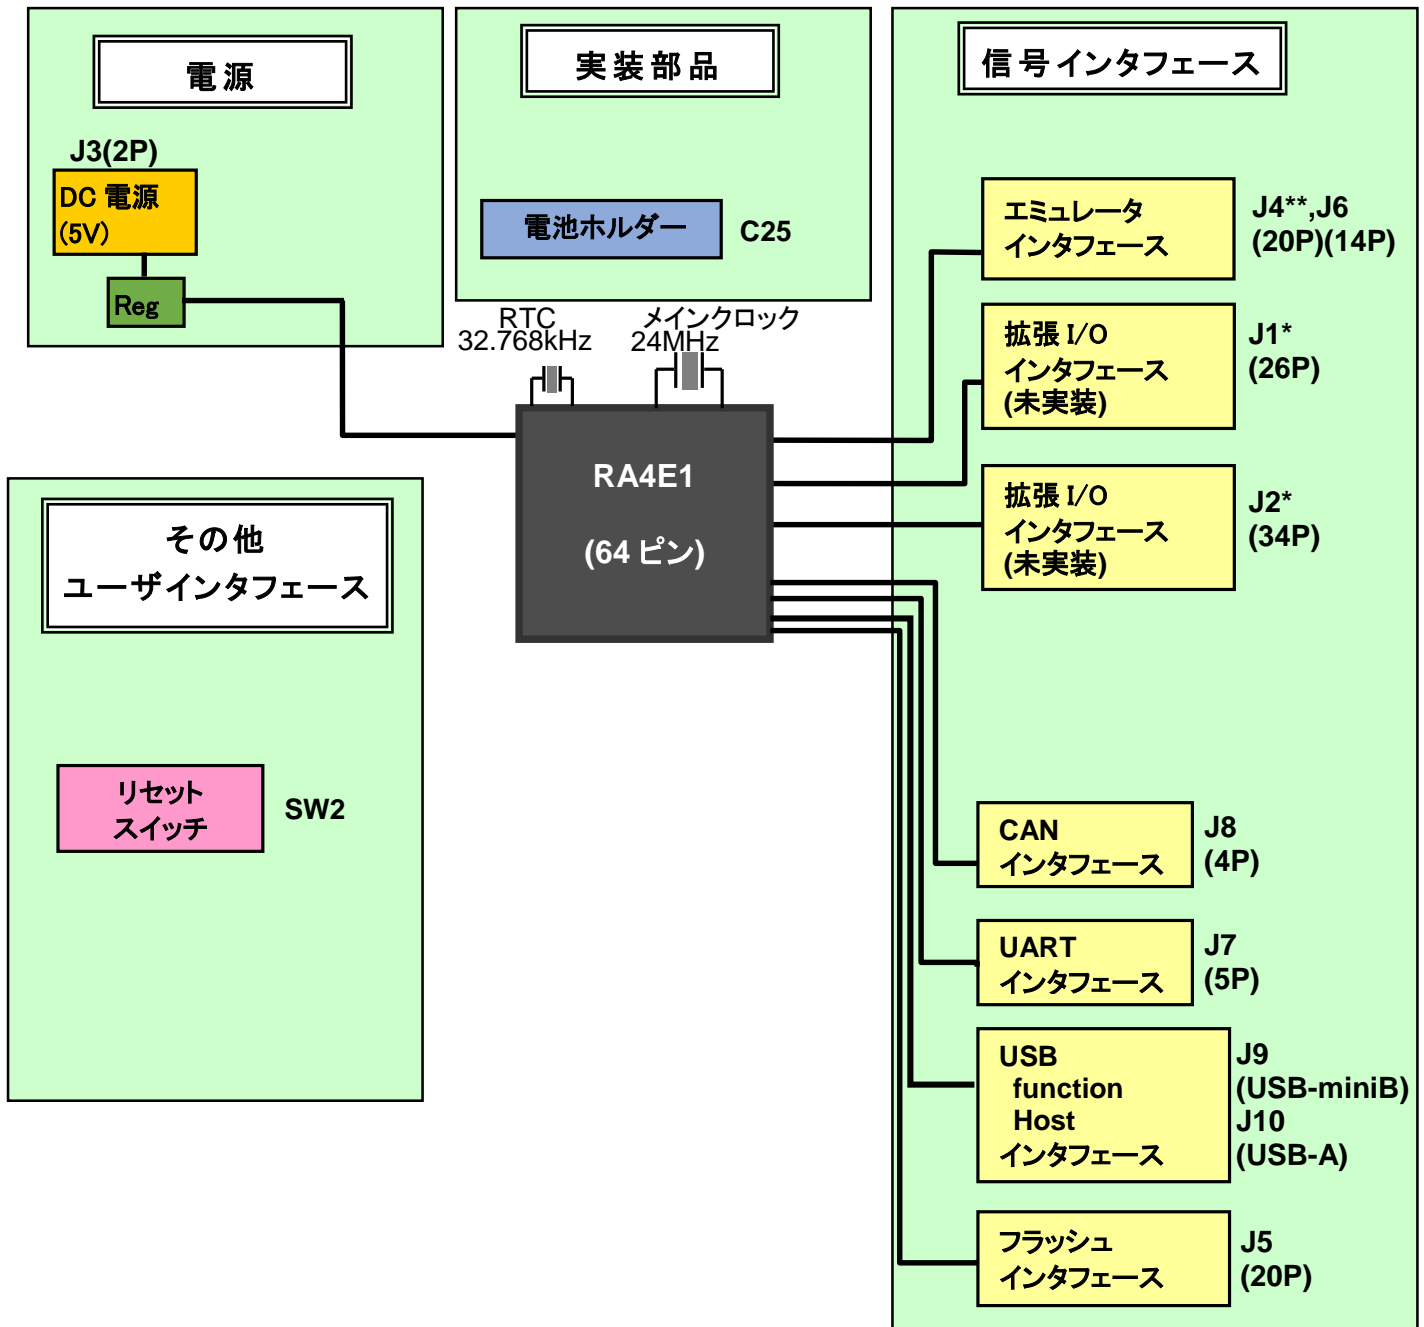 電源
J3(2P)
DC 電源
(5V)
Reg
実装部品
電池ホルダー
C25
RTC
32.768kHz
メインクロック
24MHz
RA4E1
(64 ピン)
その他
ユーザインタフェース
リセット
スイッチ
SW2
信号インタフェース
エミュレータ
インタフェース
J4**,J6
(20P)(14P)
拡張 I/O
インタフェース
(未実装)
J1*
(26P)
拡張 I/O
インタフェース
(未実装)
J2*
(34P)
CAN
インタフェース
J8
(4P)
UART
インタフェース
J7
(5P)
USB
function
Host
インタフェース
J9
(USB-miniB)
J10
(USB-A)
フラッシュ
インタフェース
J5
(20P)